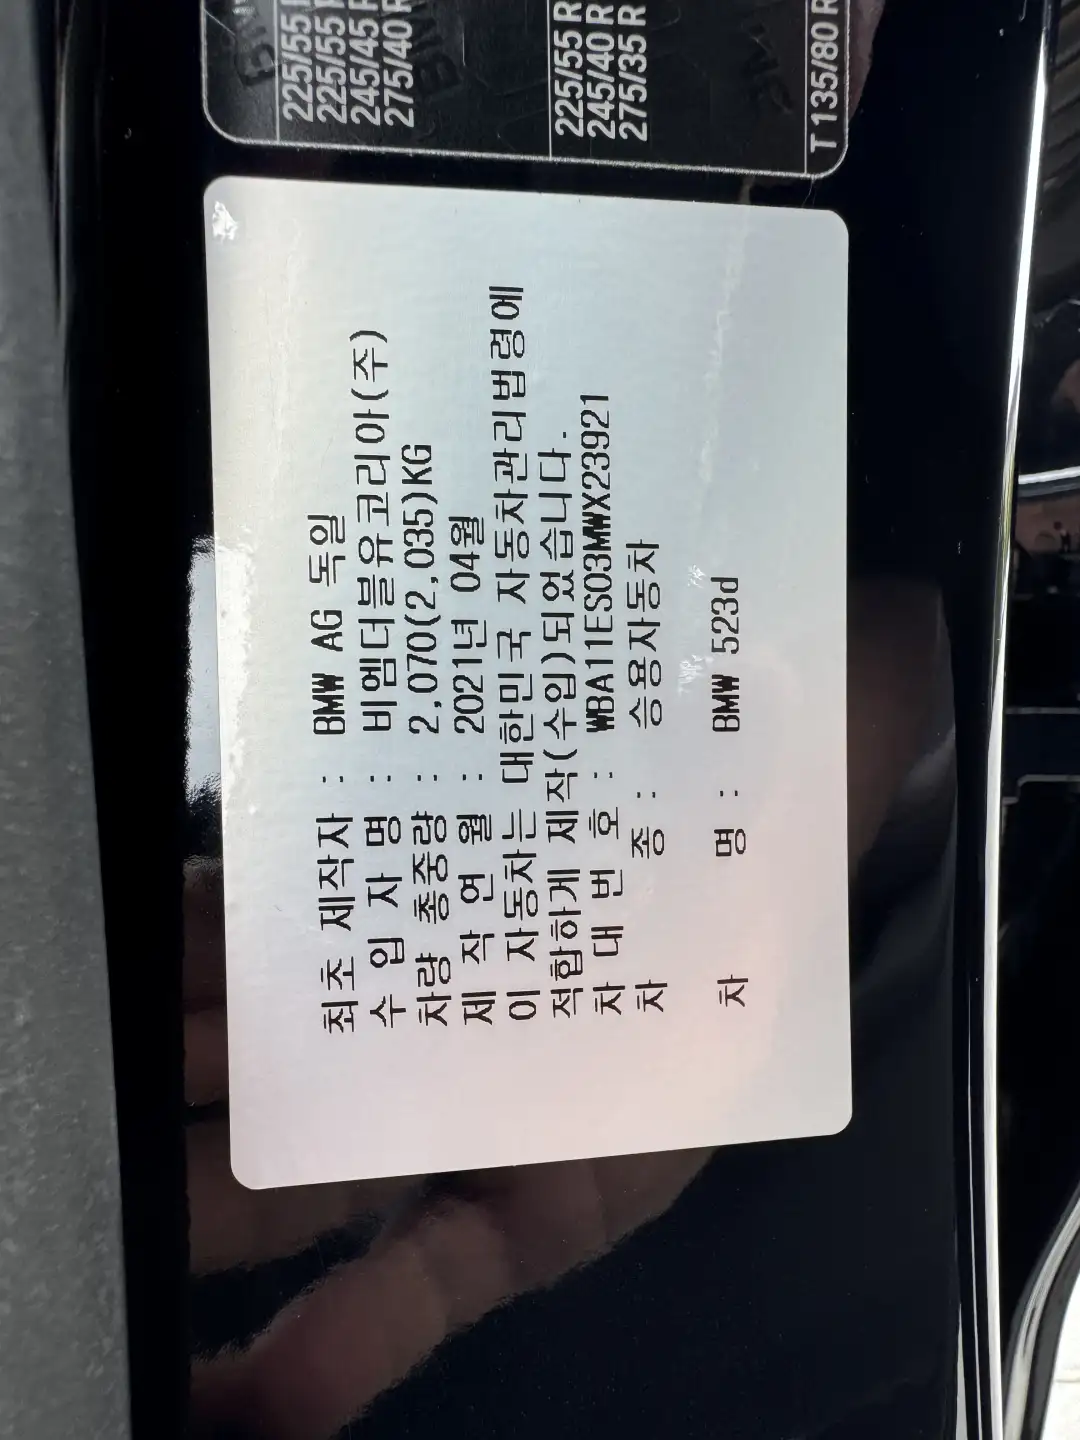 225/55 R
225/55 R
245/45 R
275/40 R
225/55 R
245/40 R
275/35 R
T 135/80 R
최초 제작자 : BMW AG 독일
수 입 자 명 : 비엠더블유코리아(주)
차량 총중량 : 2,070(2,035)KG
제 작 연 월 : 2021년 04월
이 자동차는 대한민국 자동차관리법령에
적합하게 제작(수입)되었습니다.
차 대 번 호 : WBA11ES03MWX23921
차 종 : 승용자동차
차 명 : BMW 523d